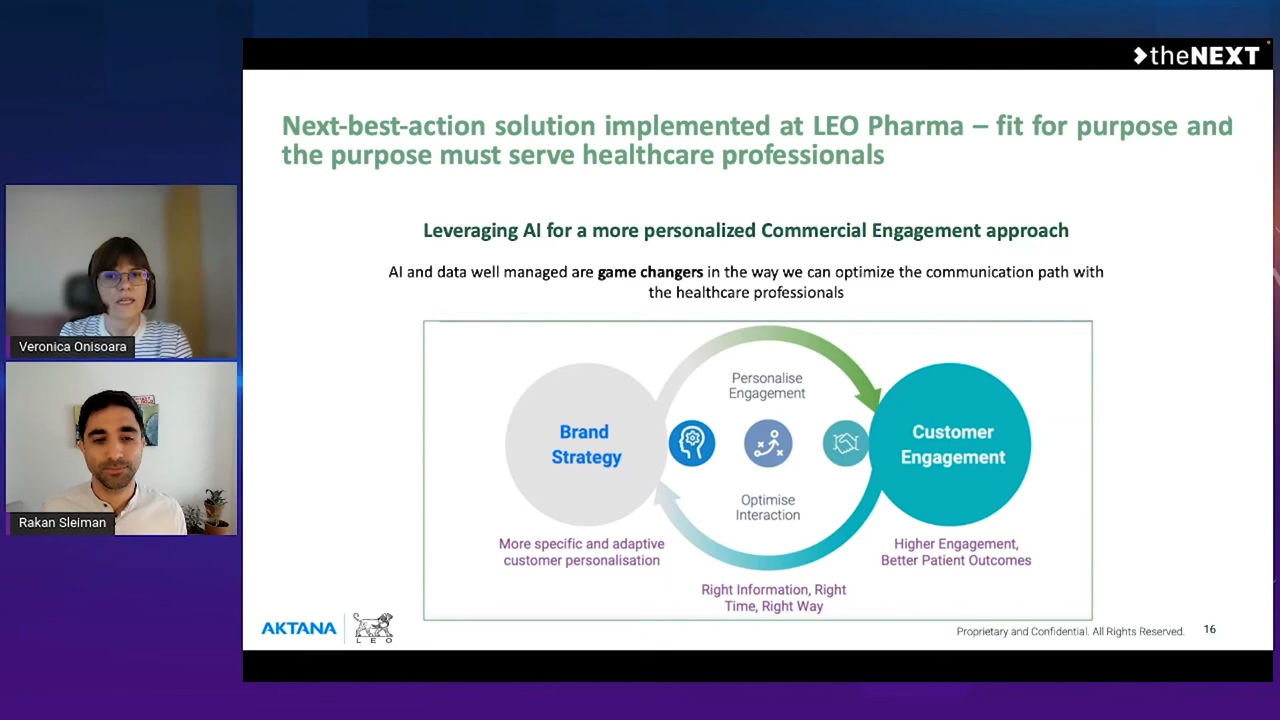 theNEXT
Next-best-action solution implemented at LEO Pharma – fit for purpose and
the purpose must serve healthcare professionals
Leveraging AI for a more personalized Commercial Engagement approach
AI and data well managed are game changers in the way we can optimize the communication path with
the healthcare professionals
Personalise
Engagement
Brand
Strategy
Customer
Engagement
Optimise
Interaction
More specific and adaptive
customer personalisation
Higher Engagement,
Better Patient Outcomes
Right Information, Right
Time, Right Way
AKTANA
LEO
Proprietary and Confidential. All Rights Reserved.
16
Veronica Onisoara
Rakan Sleiman